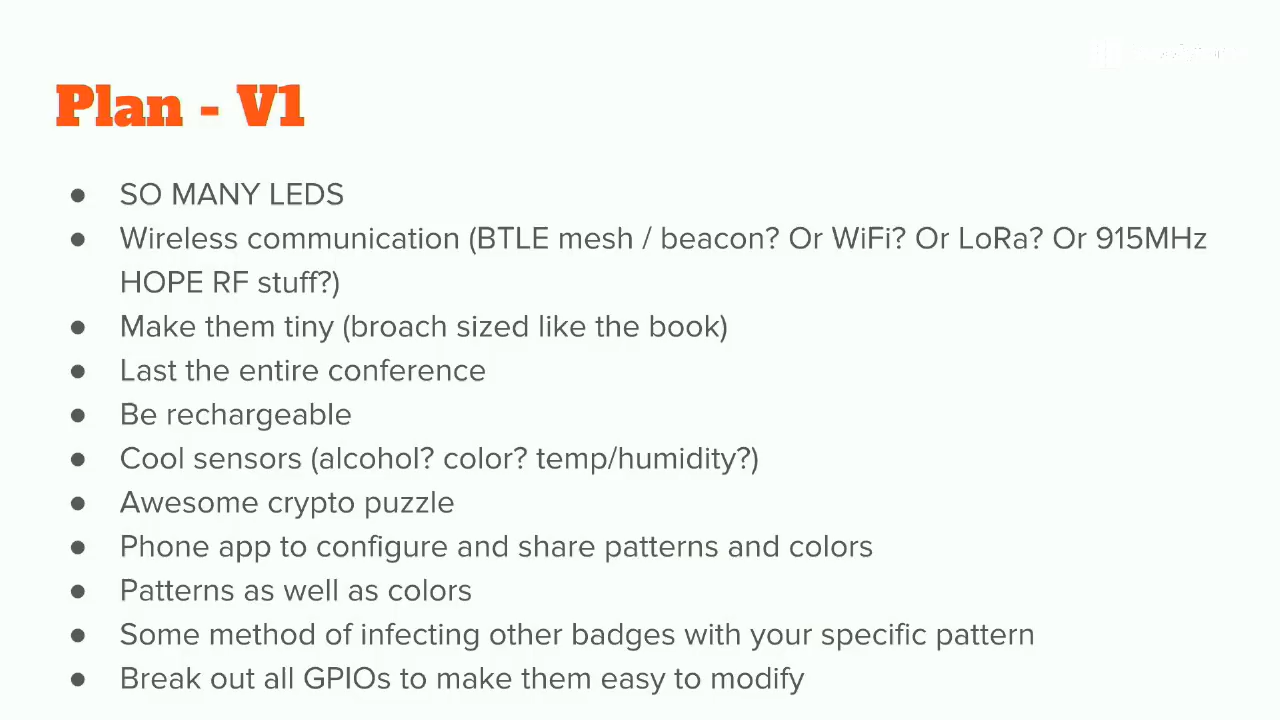 Plan - V1
● SO MANY LEDS
● Wireless communication (BTLE mesh / beacon? Or WiFi? Or LoRa? Or 915MHz
HOPE RF stuff?)
● Make them tiny (broach sized like the book)
● Last the entire conference
● Be rechargeable
● Cool sensors (alcohol? color? temp/humidity?)
● Awesome crypto puzzle
● Phone app to configure and share patterns and colors
● Patterns as well as colors
● Some method of infecting other badges with your specific pattern
● Break out all GPIOs to make them easy to modify